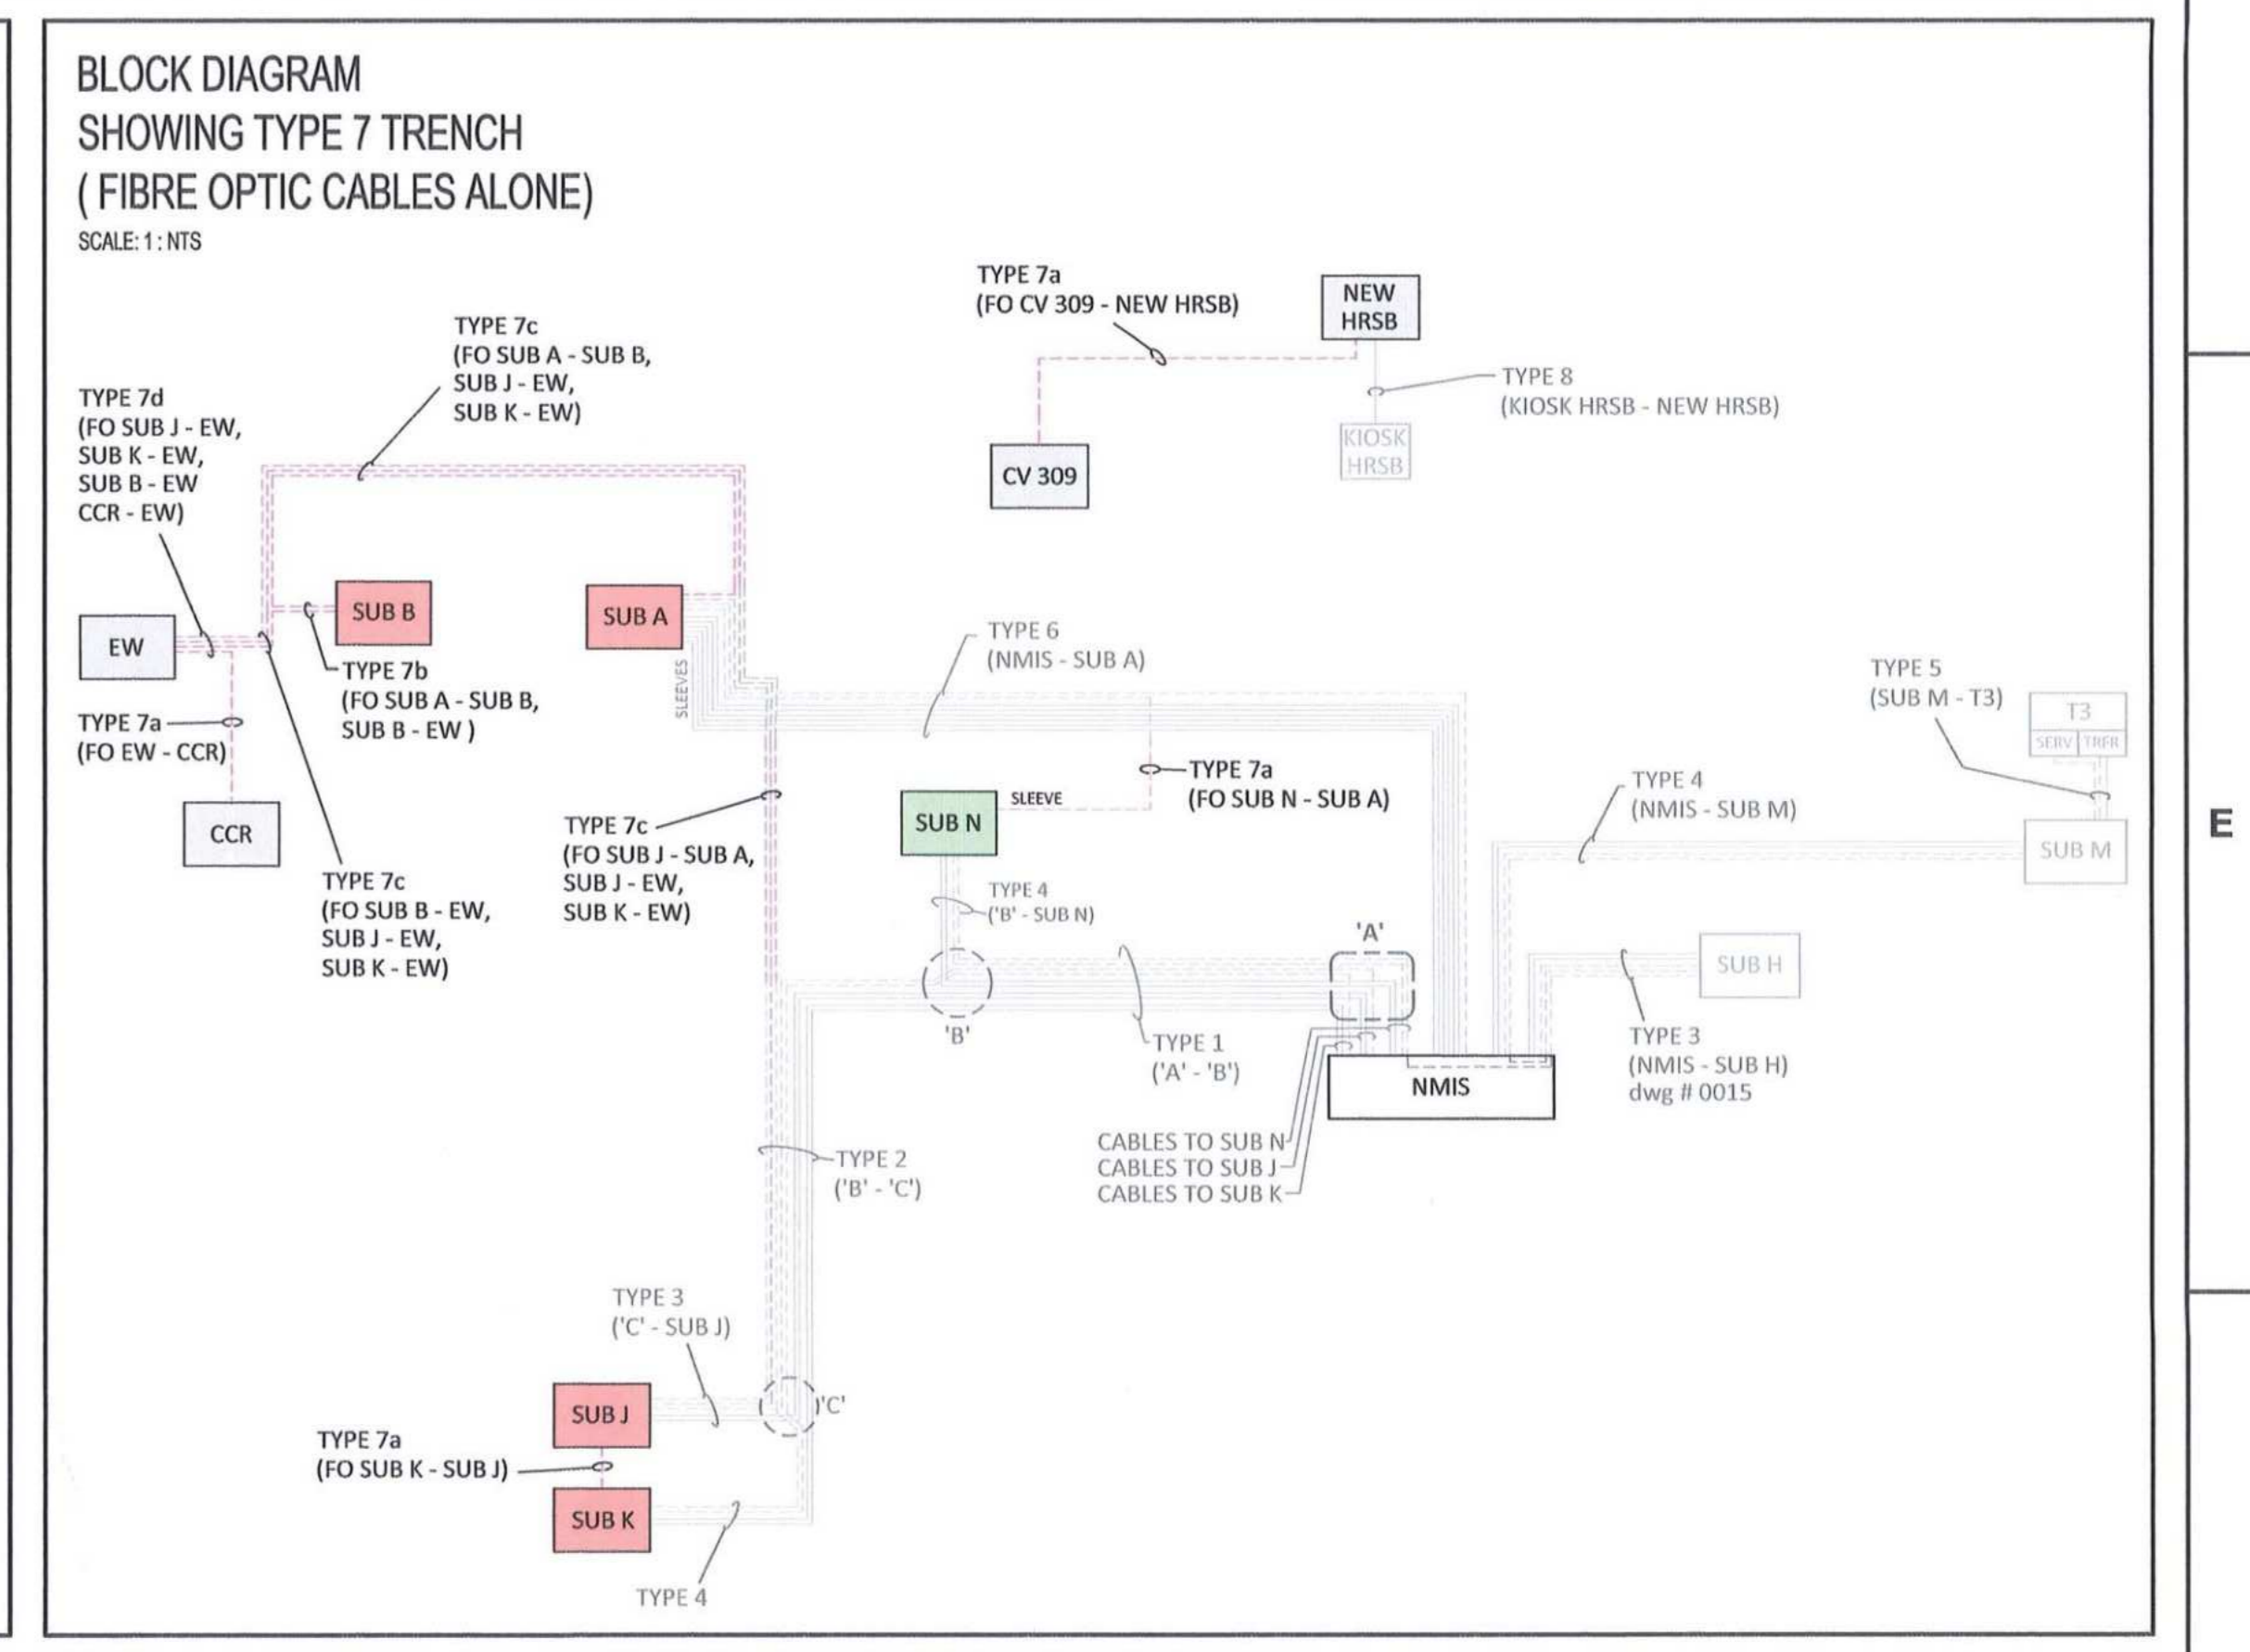 BLOCK DIAGRAM
SHOWING TYPE 7 TRENCH
( FIBRE OPTIC CABLES ALONE)
SCALE: 1 : NTS
TYPE 7a
(FO CV 309 - NEW HRSB)
NEW
HRSB
TYPE 8
(KIOSK HRSB - NEW HRSB)
KIOSK
HRSB
CV 309
TYPE 7c
(FO SUB A - SUB B,
SUB J - EW,
SUB K - EW)
TYPE 7d
(FO SUB J - EW,
SUB K - EW,
SUB B - EW
CCR - EW)
EW
SUB B
SUB A
SLEEVES
TYPE 7b
(FO SUB A - SUB B,
SUB B - EW )
TYPE 7a
(FO EW - CCR)
CCR
TYPE 7c
(FO SUB B - EW,
SUB J - EW,
SUB K - EW)
TYPE 7c
(FO SUB J - SUB A,
SUB J - EW,
SUB K - EW)
TYPE 6
(NMIS - SUB A)
TYPE 7a
(FO SUB N - SUB A)
SLEEVE
SUB N
TYPE 4
('B' - SUB N)
'B'
TYPE 1
('A' - 'B')
'A'
TYPE 5
(SUB M - T3)
T3
SERV TRFR
SUB M
TYPE 4
(NMIS - SUB M)
SUB H
TYPE 3
(NMIS - SUB H)
dwg # 0015
NMIS
CABLES TO SUB N
CABLES TO SUB J
CABLES TO SUB K
TYPE 2
('B' - 'C')
TYPE 3
('C' - SUB J)
'C'
SUB J
TYPE 7a
(FO SUB K - SUB J)
SUB K
TYPE 4
E